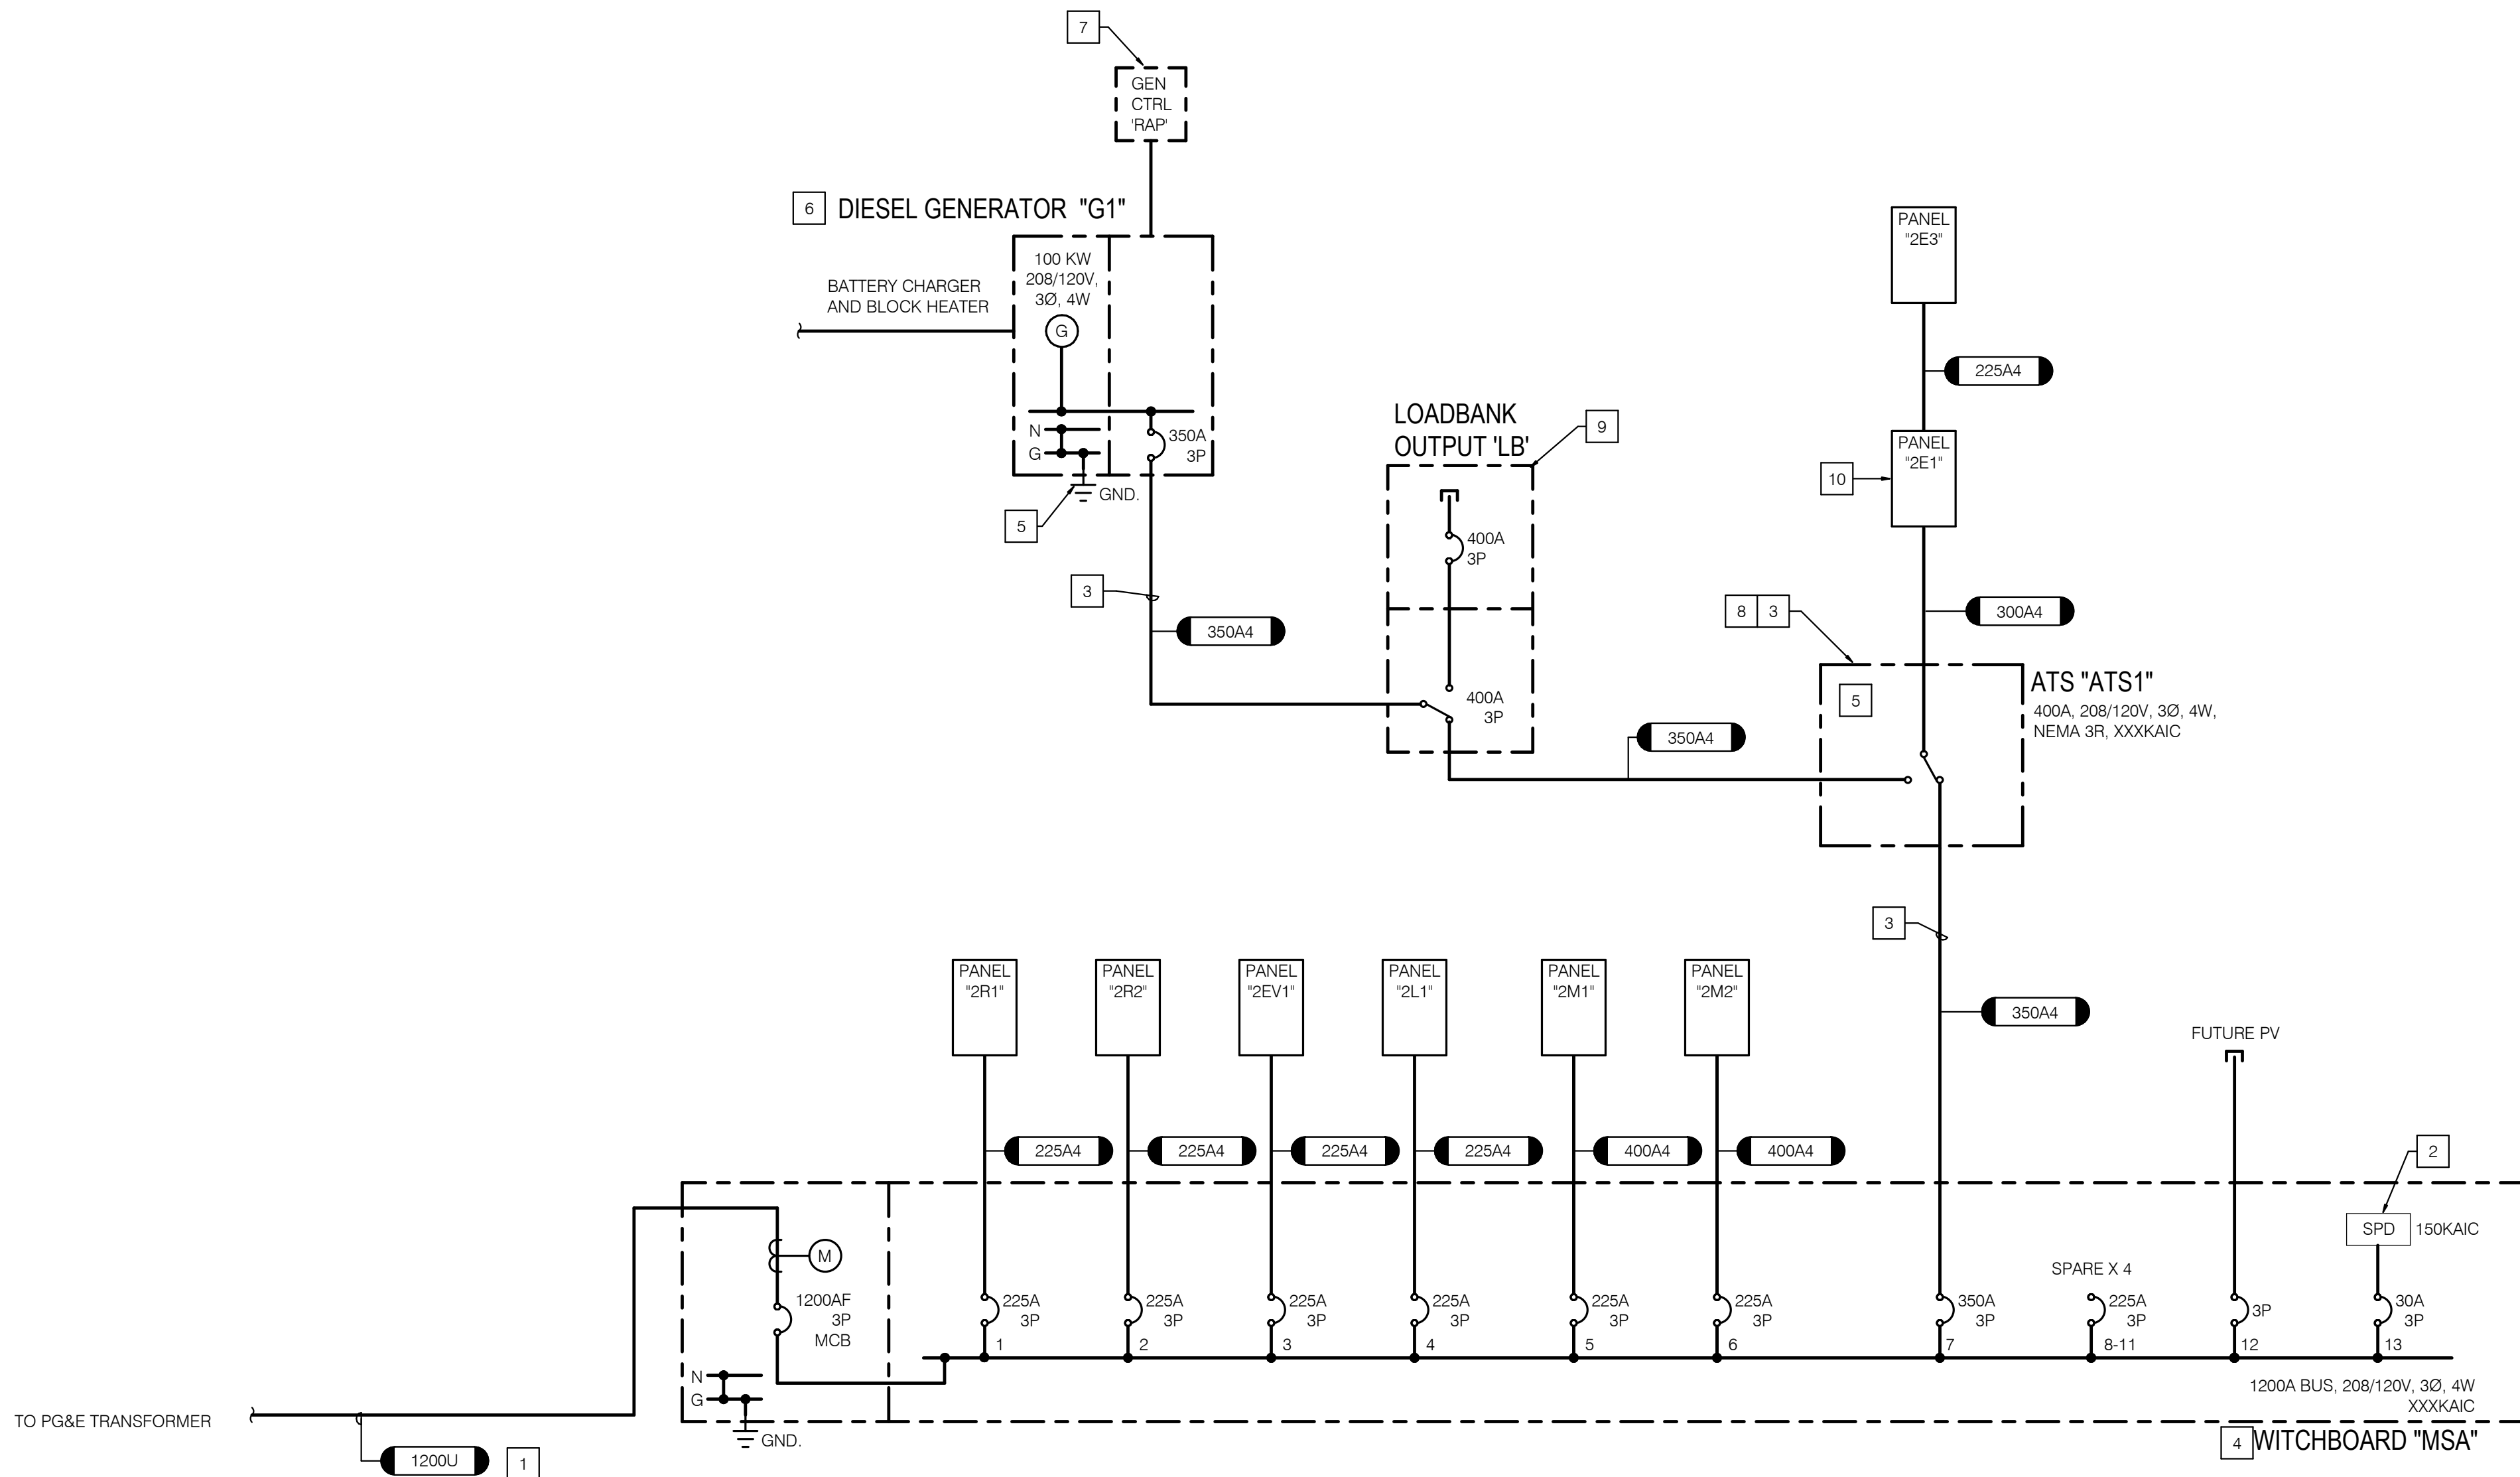 7
GEN
CTRL
'RAP'
6
DIESEL GENERATOR "G1"
100 KW
208/120V,
3Ø, 4W
G
BATTERY CHARGER
AND BLOCK HEATER
N
G
350A
3P
GND.
5
3
350A4
LOADBANK
OUTPUT 'LB'
9
400A
3P
400A
3P
350A4
PANEL
"2E3"
225A4
PANEL
"2E1"
10
300A4
8
3
5
ATS "ATS1"
400A, 208/120V, 3Ø, 4W,
NEMA 3R, XXXKAIC
3
350A4
PANEL
"2R1"
PANEL
"2R2"
PANEL
"2EV1"
PANEL
"2L1"
PANEL
"2M1"
PANEL
"2M2"
FUTURE PV
225A4
225A4
225A4
225A4
400A4
400A4
2
SPD
150KAIC
M
SPARE X 4
1200AF
3P
MCB
225A
3P
1
225A
3P
2
225A
3P
3
225A
3P
4
225A
3P
5
225A
3P
6
350A
3P
7
225A
3P
8-11
3P
12
30A
3P
13
N
G
GND.
1200A BUS, 208/120V, 3Ø, 4W
XXXKAIC
TO PG&E TRANSFORMER
1200U
1
4
WITCHBOARD "MSA"